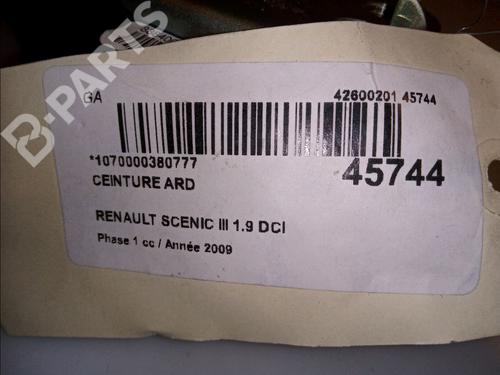 B-PARTS
GA
42600201 45744
*1070000380777
45744
CEINTURE ARD
RENAULT SCENIC III 1.9 DCI
Phase 1 cc / Année 2009